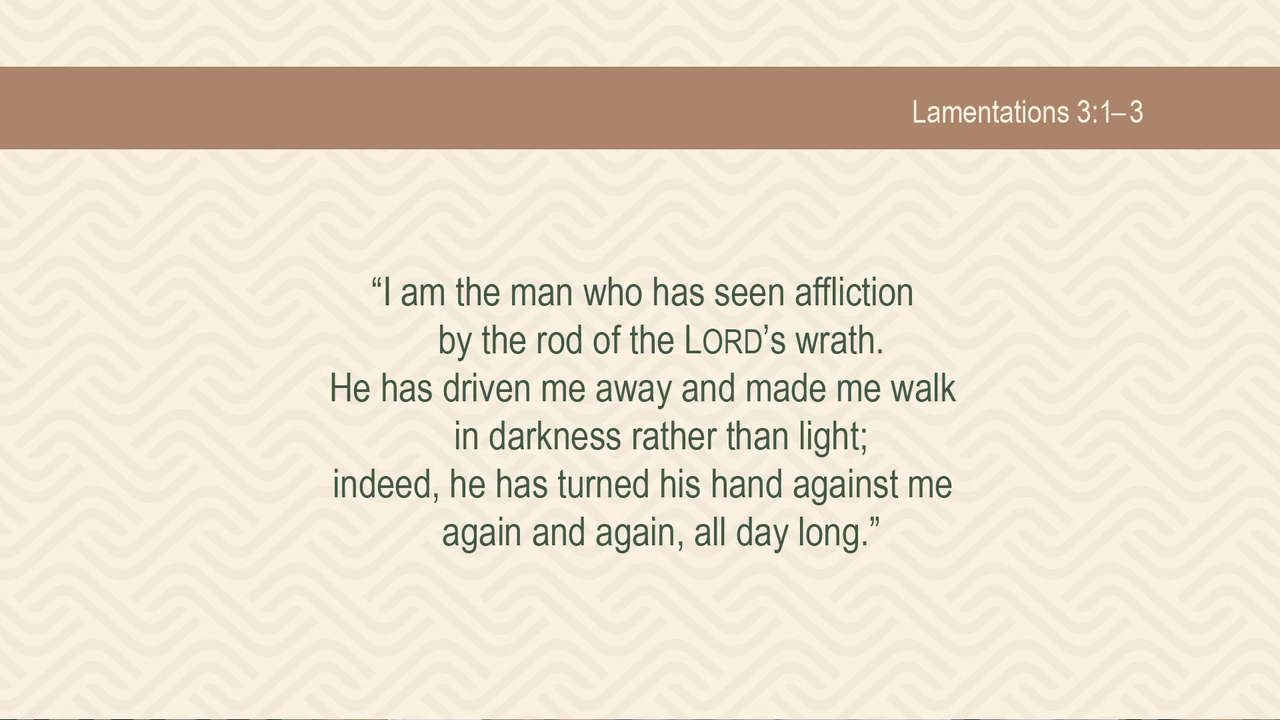 Lamentations 3:1–3
“I am the man who has seen affliction
by the rod of the LORD’s wrath.
He has driven me away and made me walk
in darkness rather than light;
indeed, he has turned his hand against me
again and again, all day long.”